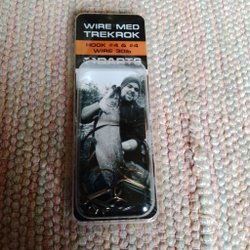 WIRE MED
TREKROK
HOOK #4 & #4
WIRE 30lb